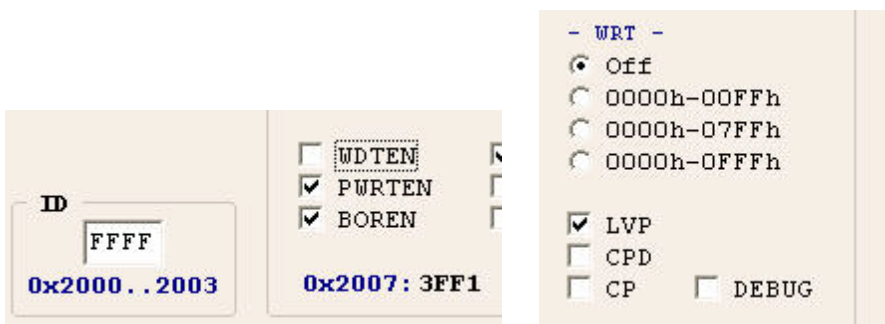 WDTEN
PWRTEN
BOREN
ID
FFFF
0x2000..2003
0x2007: 3FF1
- WRT -
Off
0000h-00FFh
0000h-07FFh
0000h-0FFFh
LVP
CPD
CP DEBUG